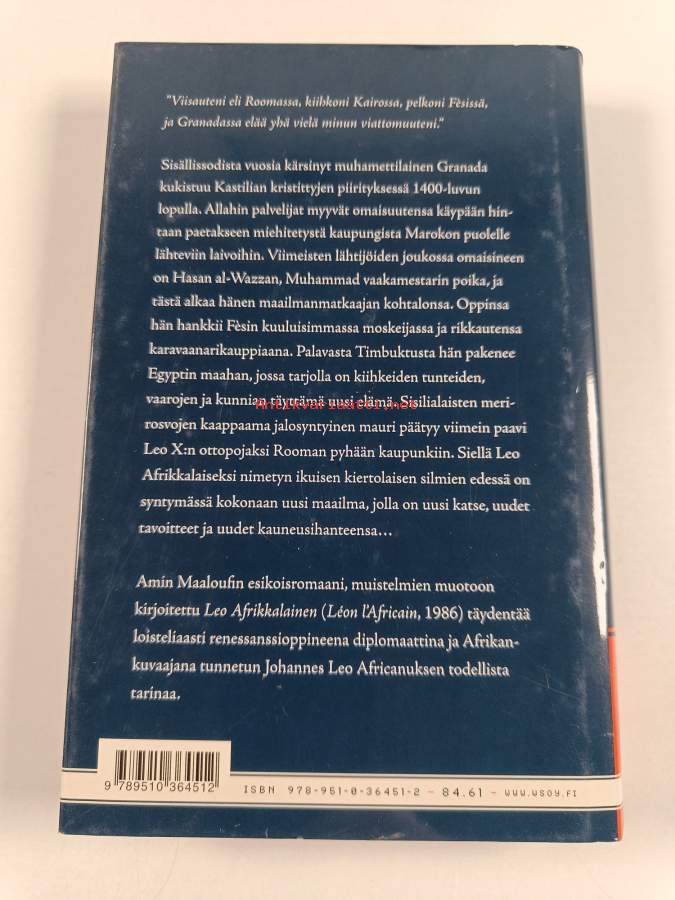 "Viisauteni eli Roomassa, kiihkoni Kairossa, pelkoni Fèsissä,
ja Granadassa elää yhä vielä minun viattomuuteni."
Sisällissodista vuosia kärsinyt muhamettilainen Granada
kukistuu Kastilian kristittyjen piirityksessä 1400-luvun
lopulla. Allahin palvelijat myyvät omaisuutensa käypään hin-
taan paetakseen miehitetystä kaupungista Marokon puolelle
lähteviin laivoihin. Viimeisten lähtijöiden joukossa omaisineen
on Hasan al-Wazzan, Muhammad vaakamestarin poika, ja
tästä alkaa hänen maailmanmatkaajan kohtalonsa. Oppinsa
hän hankkii Fèsin kuuluisimmassa moskeijassa ja rikkautensa
karavaanarikauppiaana. Palavasta Timbuktusta hän pakenee
Egyptin maahan, jossa tarjolla on kiihkeiden tunteiden,
vaarojen ja kunnian täyttämä uusi elämä. Sisilialaisten meri-
Antikvariaatti.net
rosvojen kaappaama jalosyntyinen mauri päätyy viimein paavi
Leo X:n ottopojaksi Rooman pyhään kaupunkiin. Siellä Leo
Afrikkalaiseksi nimetyn ikuisen kiertolaisen silmien edessä on
syntymässä kokonaan uusi maailma, jolla on uusi katse, uudet
tavoitteet ja uudet kauneusihanteensa...
Amin Maaloufin esikoisromaani, muistelmien muotoon
kirjoitettu Leo Afrikkalainen (Léon l'Africain, 1986) täydentää
loisteliaasti renessanssioppineena diplomaattina ja Afrikan-
kuvaajana tunnetun Johannes Leo Africanuksen todellista
tarinaa.
9 789510 364512
ISBN 978-951-0-36451-2 – 84.61 – WWW.WSOY.FI